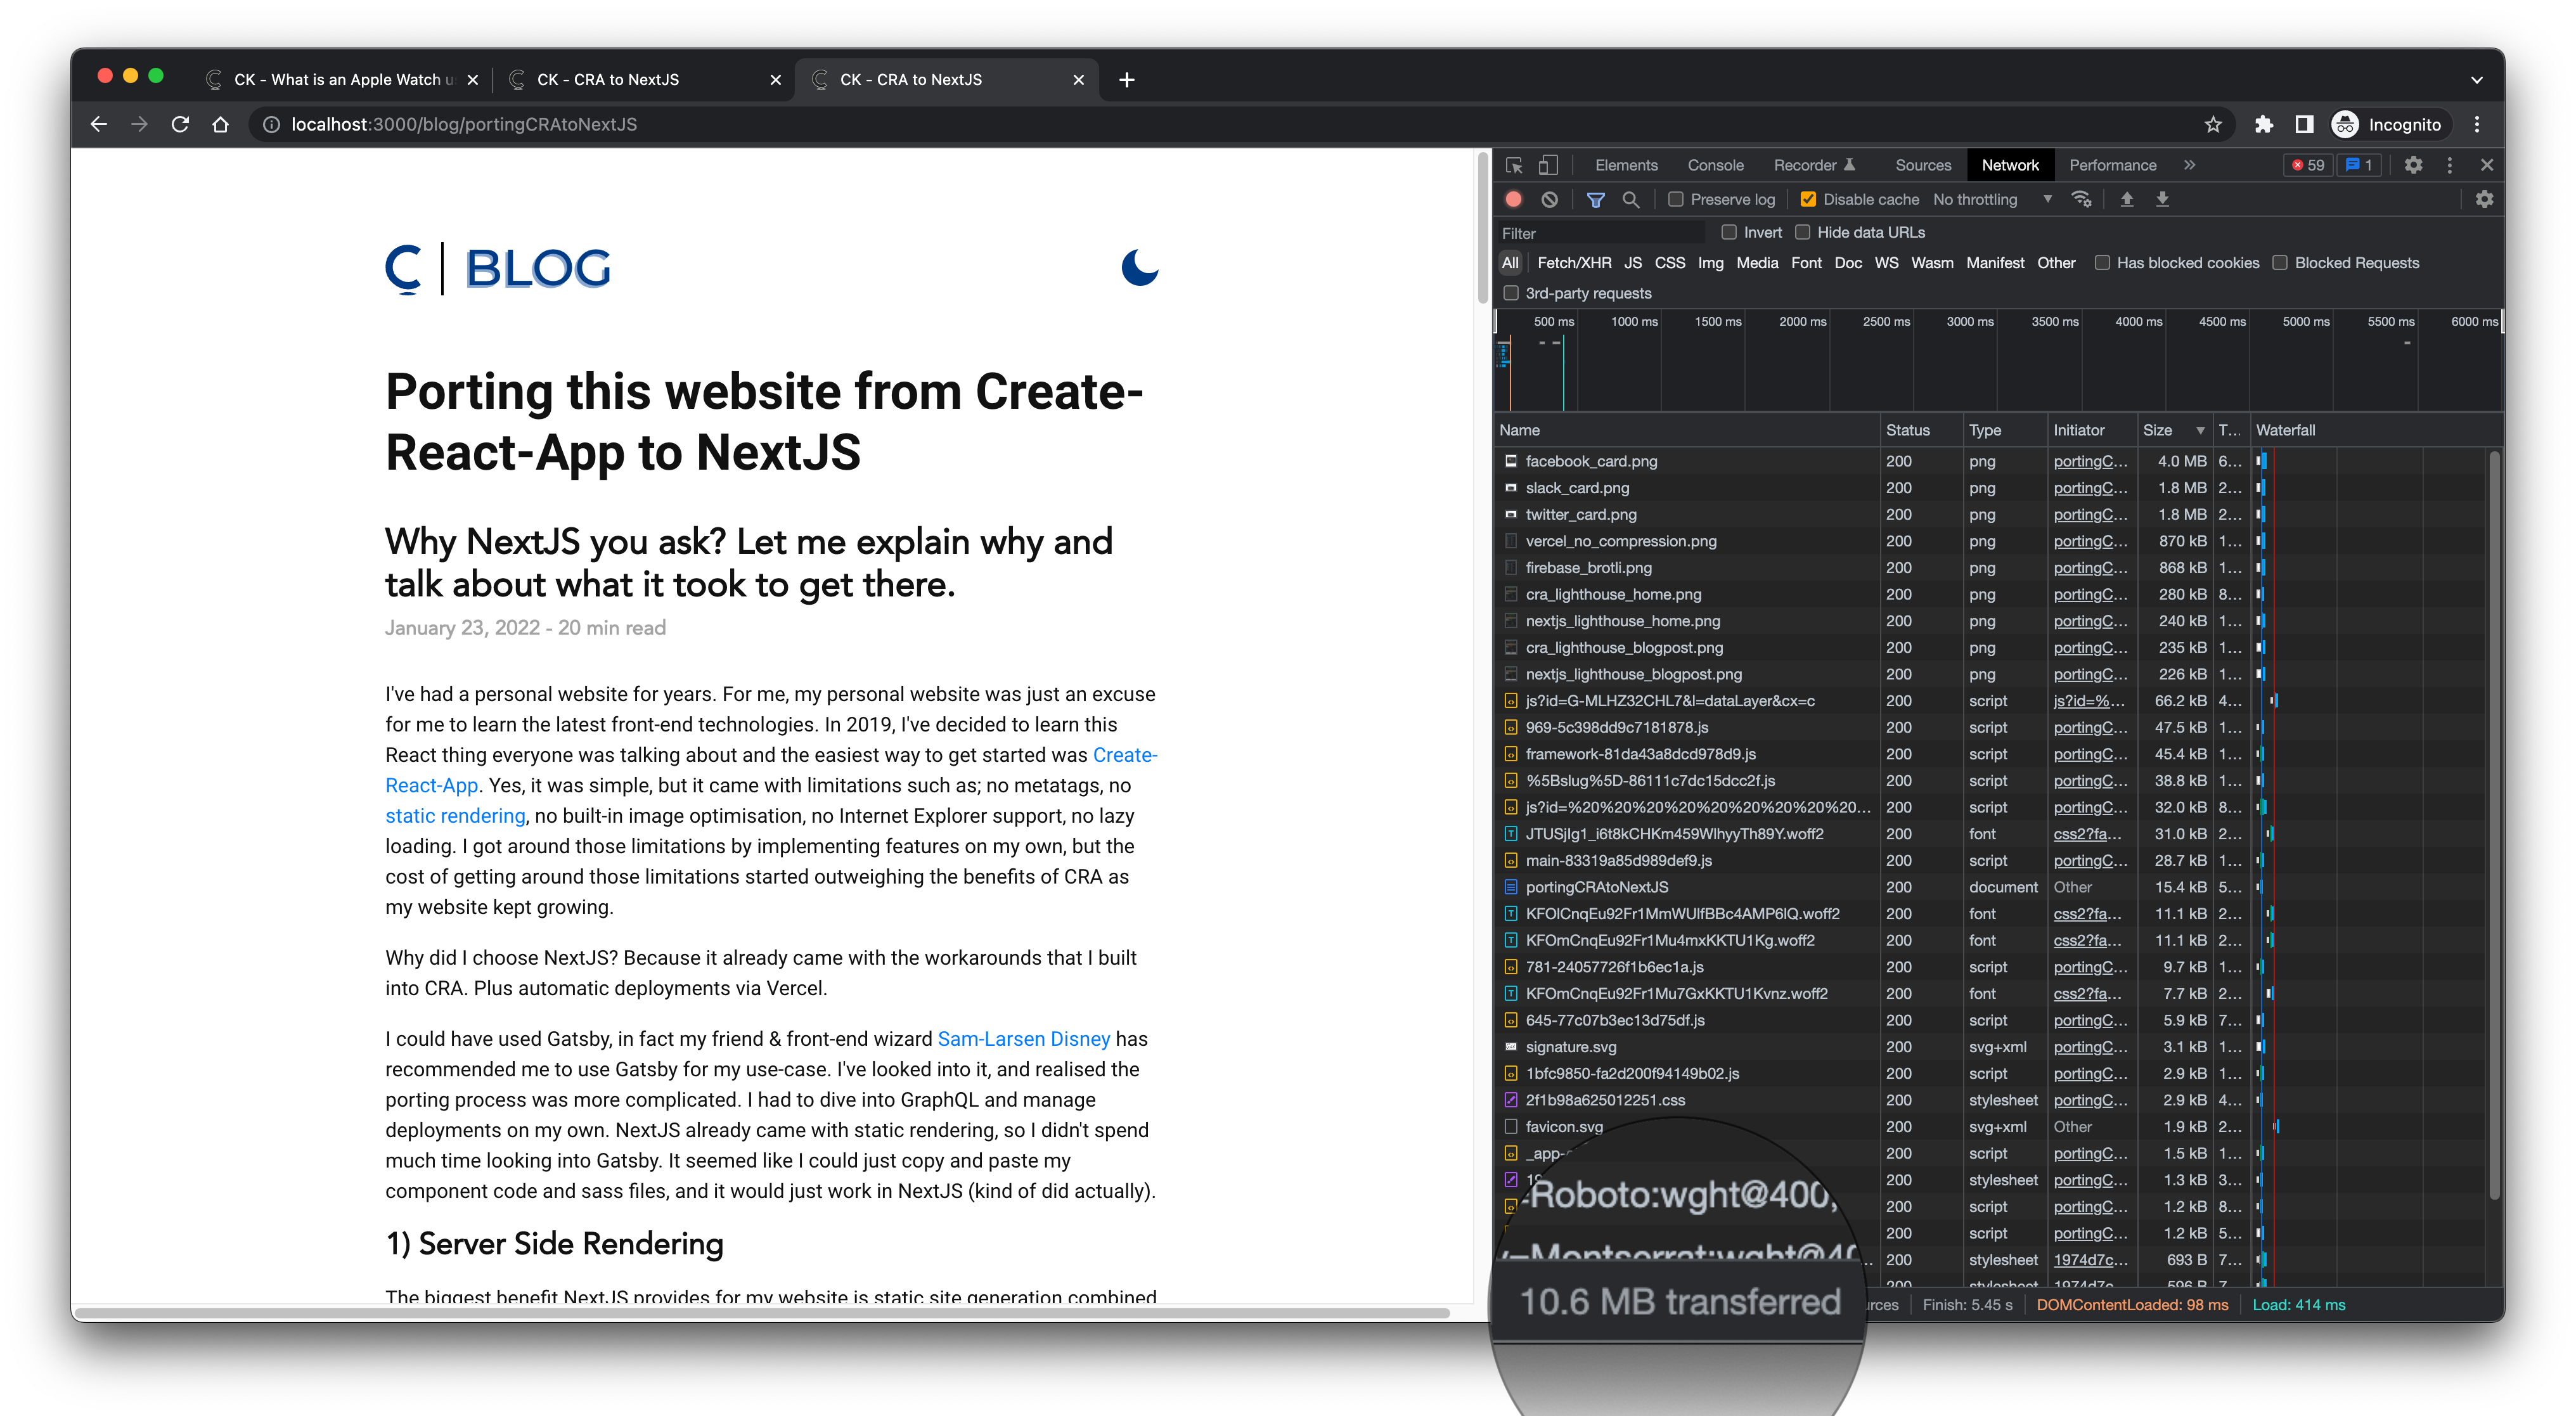 CK - What is an Apple Watch u
CK - CRA to NextJS
CK - CRA to NextJS
localhost:3000/blog/portingCRAtoNextJS
Incognito
C | BLOG
Porting this website from Create-
React-App to NextJS
Why NextJS you ask? Let me explain why and
talk about what it took to get there.
January 23, 2022 - 20 min read
I've had a personal website for years. For me, my personal website was just an excuse
for me to learn the latest front-end technologies. In 2019, I've decided to learn this
React thing everyone was talking about and the easiest way to get started was Create-
React-App. Yes, it was simple, but it came with limitations such as; no metatags, no
static rendering, no built-in image optimisation, no Internet Explorer support, no lazy
loading. I got around those limitations by implementing features on my own, but the
cost of getting around those limitations started outweighing the benefits of CRA as
my website kept growing.
Why did I choose NextJS? Because it already came with the workarounds that I built
into CRA. Plus automatic deployments via Vercel.
I could have used Gatsby, in fact my friend & front-end wizard Sam-Larsen Disney has
recommended me to use Gatsby for my use-case. I've looked into it, and realised the
porting process was more complicated. I had to dive into GraphQL and manage
deployments on my own. NextJS already came with static rendering, so I didn't spend
much time looking into Gatsby. It seemed like I could just copy and paste my
component code and sass files, and it would just work in NextJS (kind of did actually).
1) Server Side Rendering
The biggest benefit NextJS provides for my website is static site generation combined
Elements Console Recorder Sources Network Performance 59 1
Preserve log Disable cache No throttling
Filter Invert Hide data URLs
All Fetch/XHR JS CSS Img Media Font Doc WS Wasm Manifest Other Has blocked cookies Blocked Requests
3rd-party requests
500 ms 1000 ms 1500 ms 2000 ms 2500 ms 3000 ms 3500 ms 4000 ms 4500 ms 5000 ms 5500 ms 6000 ms
Name Status Type Initiator Size T... Waterfall
facebook_card.png 200 png portingC... 4.0 MB 6...
slack_card.png 200 png portingC... 1.8 MB 2...
twitter_card.png 200 png portingC... 1.8 MB 2...
vercel_no_compression.png 200 png portingC... 870 kB 1...
firebase_brotli.png 200 png portingC... 868 kB 1...
cra_lighthouse_home.png 200 png portingC... 280 kB 8...
nextjs_lighthouse_home.png 200 png portingC... 240 kB 1...
cra_lighthouse_blogpost.png 200 png portingC... 235 kB 1...
nextjs_lighthouse_blogpost.png 200 png portingC... 226 kB 1...
js?id=G-MLHZ32CHL7&l=dataLayer&cx=c 200 script js?id=%... 66.2 kB 4...
969-5c398dd9c7181878.js 200 script portingC... 47.5 kB 1...
framework-81da43a8dcd978d9.js 200 script portingC... 45.4 kB 1...
%5Bslug%5D-86111c7dc15dcc2f.js 200 script portingC... 38.8 kB 1...
js?id=%20%20%20%20%20%20%20%20%20... 200 script portingC... 32.0 kB 8...
JTUSjIg1_i6t8kCHKm459WlhyyTh89Y.woff2 200 font css2?fa... 31.0 kB 2...
main-83319a85d989def9.js 200 script portingC... 28.7 kB 1...
portingCRAtoNextJS 200 document Other 15.4 kB 5...
KFOlCnqEu92Fr1MmWUlfBBc4AMP6lQ.woff2 200 font css2?fa... 11.1 kB 2...
KFOmCnqEu92Fr1Mu4mxKKTU1Kg.woff2 200 font css2?fa... 11.1 kB 2...
781-24057726f1b6ec1a.js 200 script portingC... 9.7 kB 1...
KFOmCnqEu92Fr1Mu7GxKKTU1Kvnz.woff2 200 font css2?fa... 7.7 kB 2...
645-77c07b3ec13d75df.js 200 script portingC... 5.9 kB 7...
signature.svg 200 svg+xml portingC... 3.1 kB 1...
1bfc9850-fa2d200f94149b02.js 200 script portingC... 2.9 kB 1...
2f1b98a625012251.css 200 stylesheet portingC... 2.9 kB 4...
favicon.svg 200 svg+xml Other 1.9 kB 2...
_app- 200 script portingC... 1.5 kB 1...
19 200 stylesheet portingC... 1.3 kB 3...
-Roboto:wght@400, 200 script portingC... 1.2 kB 8...
200 script portingC... 1.2 kB 5...
y=Montserrat:wght@40 ... 200 stylesheet 1974d7c... 693 B 7...
200 stylesheet 1974d7c... 596 B 7...
10.6 MB transferred urces Finish: 5.45 s DOMContentLoaded: 98 ms Load: 414 ms